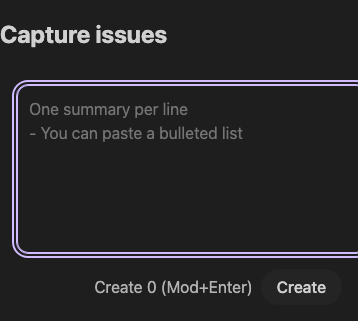 Capture issues
One summary per line
- You can paste a bulleted list
Create 0 (Mod+Enter) Create